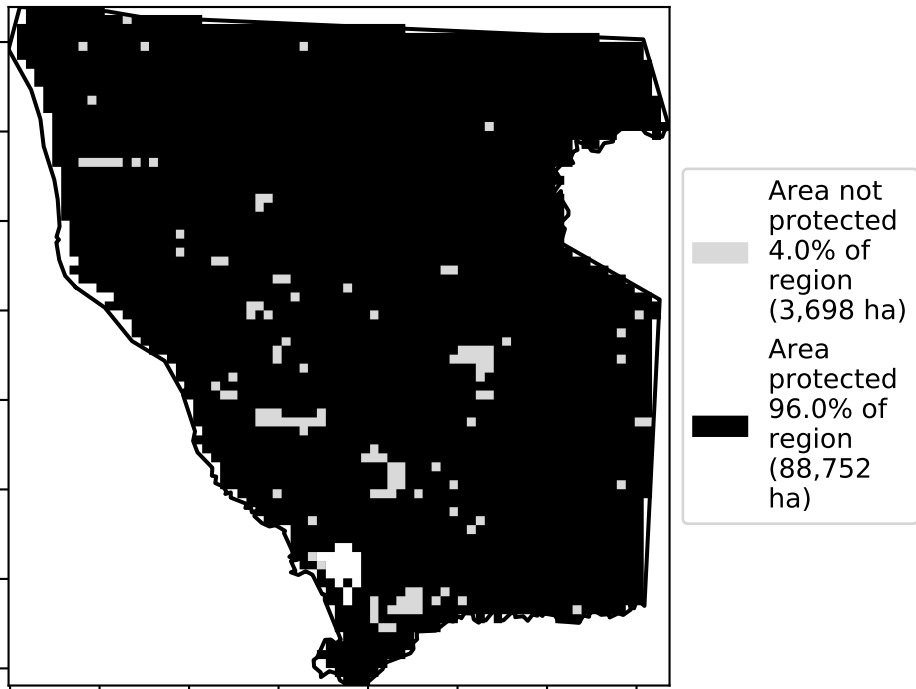 Area not
protected
4.0% of
region
(3,698 ha)
Area
protected
96.0% of
region
(88,752
ha)